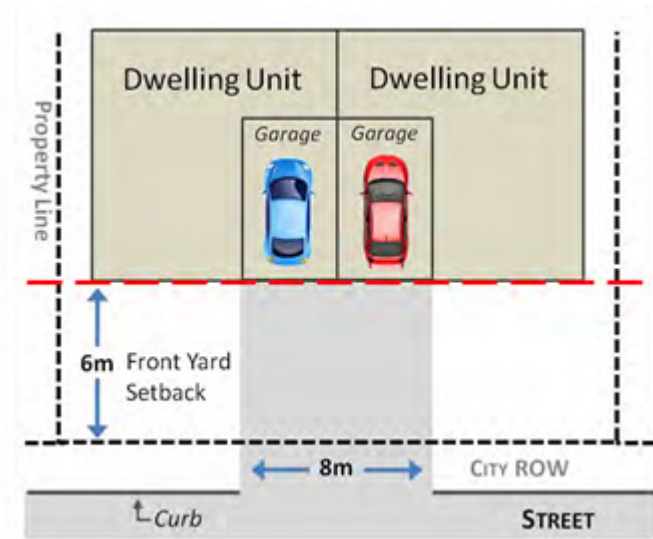 Dwelling Unit
Dwelling Unit
Garage
Garage
Property Line
6m Front Yard
Setback
8m
City ROW
Curb
Street